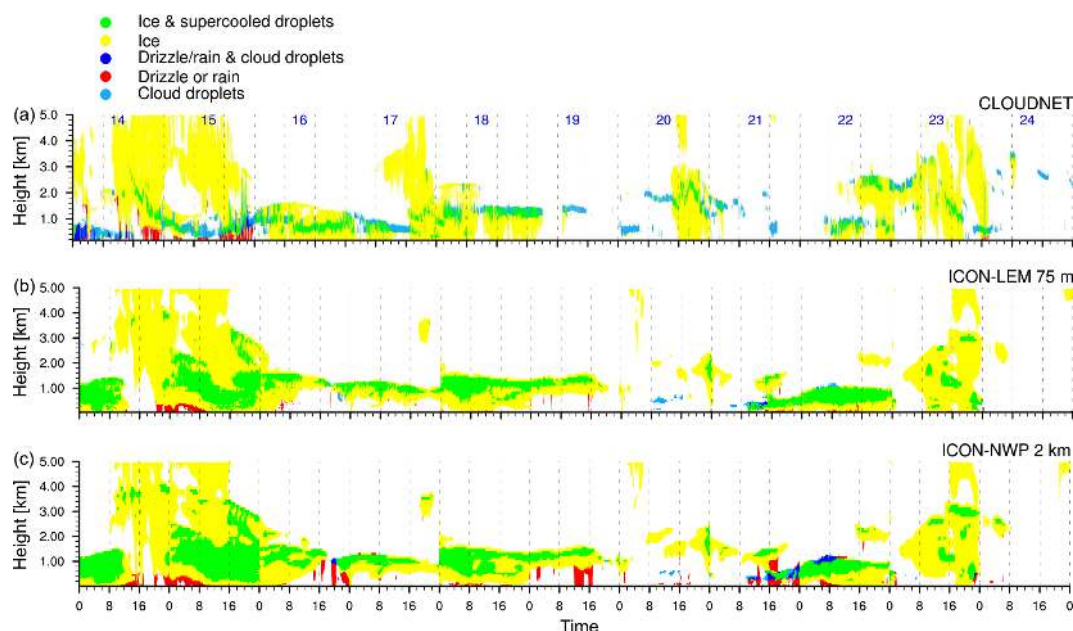 Ice & supercooled droplets
Ice
Drizzle/rain & cloud droplets
Drizzle or rain
Cloud droplets
(a) CLOUDNET
5.0 14 15 16 17 18 19 20 21 22 23 24
4.0
3.0
2.0
1.0
Height [km]
(b) ICON-LEM 75 m
5.00
4.00
3.00
2.00
1.00
Height [km]
(c) ICON-NWP 2 km
5.00
4.00
3.00
2.00
1.00
Height [km]
0 8 16 0 8 16 0 8 16 0 8 16 0 8 16 0 8 16 0 8 16 0 8 16 0 8 16 0 8 16 0 8 16 0
Time